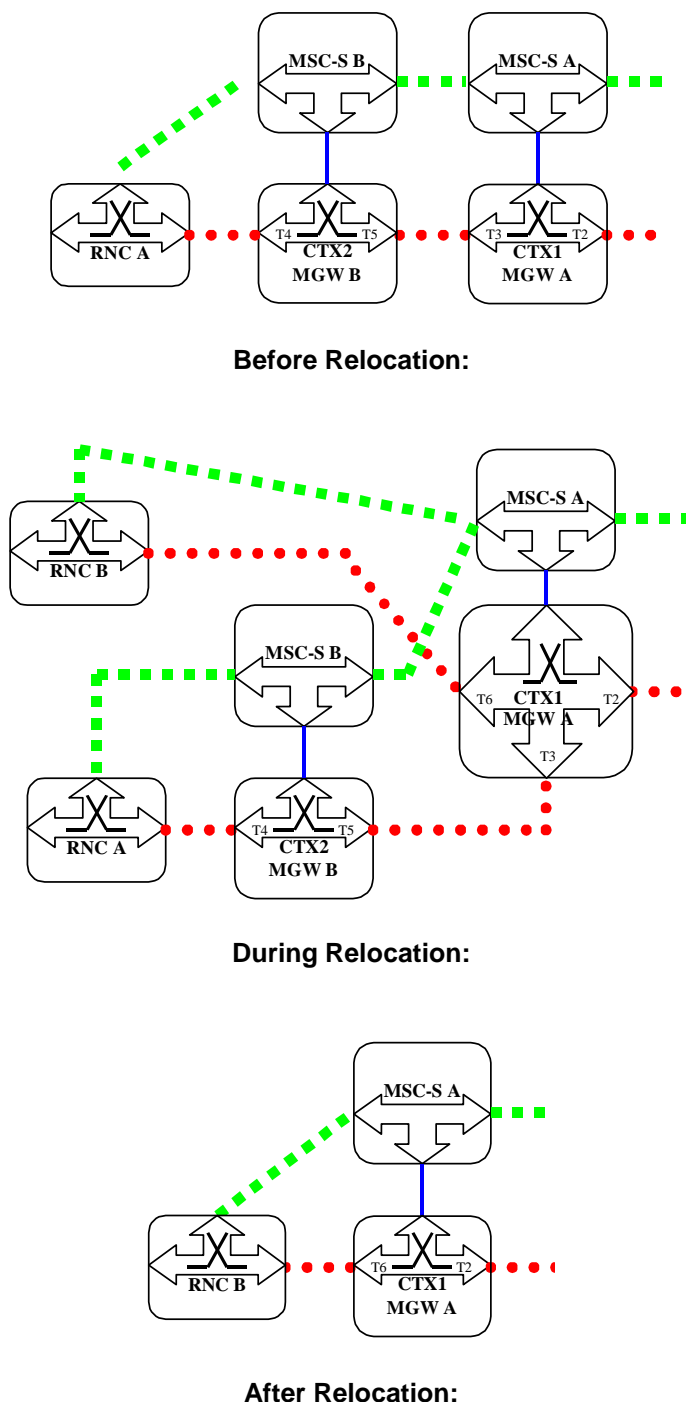 MSC-S B
MSC-S A
T4
T5
T3
T2
RNC A
CTX2
CTX1
MGW B
MGW A
Before Relocation:
MSC-S A
RNC B
MSC-S B
CTX1
T6
T2
MGW A
T3
T4
T5
RNC A
CTX2
MGW B
During Relocation:
MSC-S A
T6
T2
RNC B
CTX1
MGW A
After Relocation: